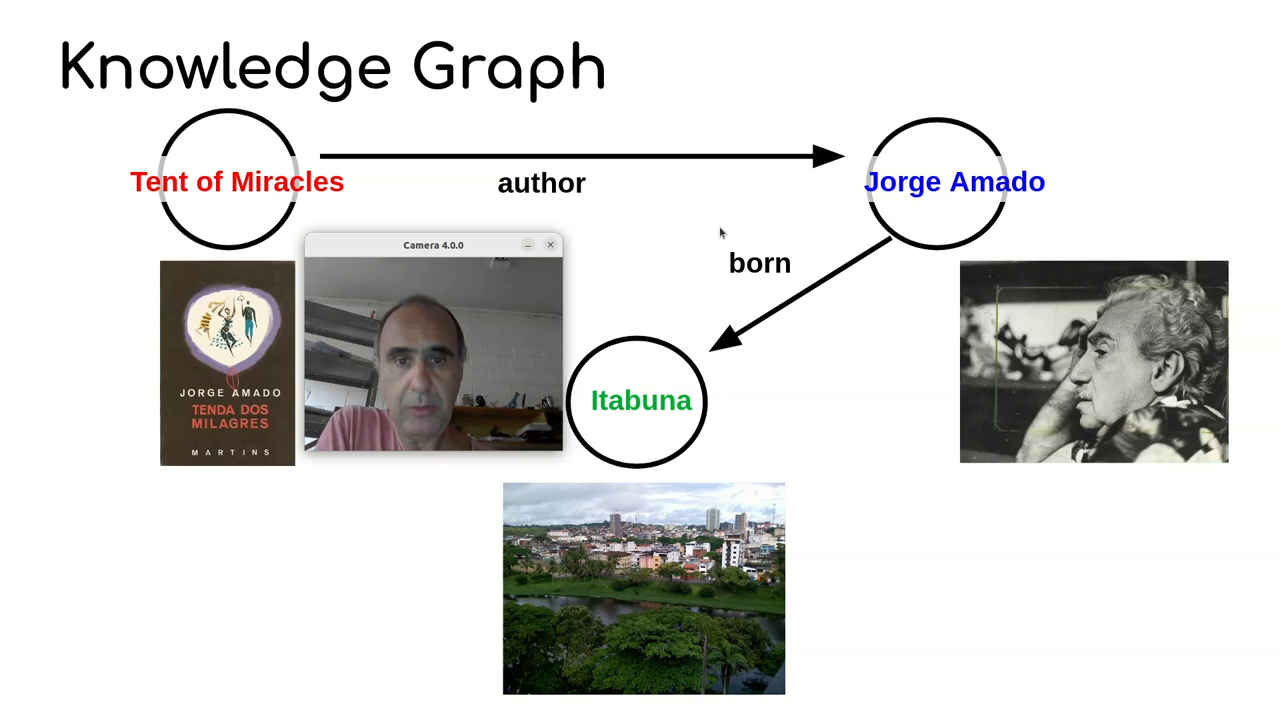 Knowledge Graph
Tent of Miracles
author
Jorge Amado
born
Camera 4.0.0
JORGE AMADO
TENDA DOS
MILAGRES
MARTINS
Itabuna